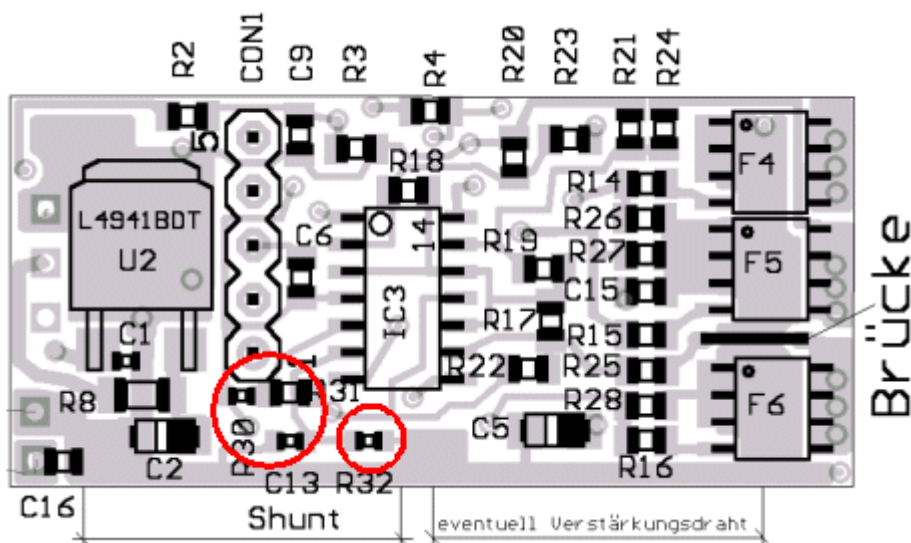 R2
CON1
C9
R3
R4
R20
R23
R21
R24
5
R18
F4
L4941BDT
U2
14
R14
R26
R19
R27
F5
C6
IC3
C15
R17
R15
Brücke
C1
1
R22
R25
R8
R31
R28
F6
C2
R30
C5
C13
R32
R16
C16
Shunt
eventuell Verstärkungsdraht